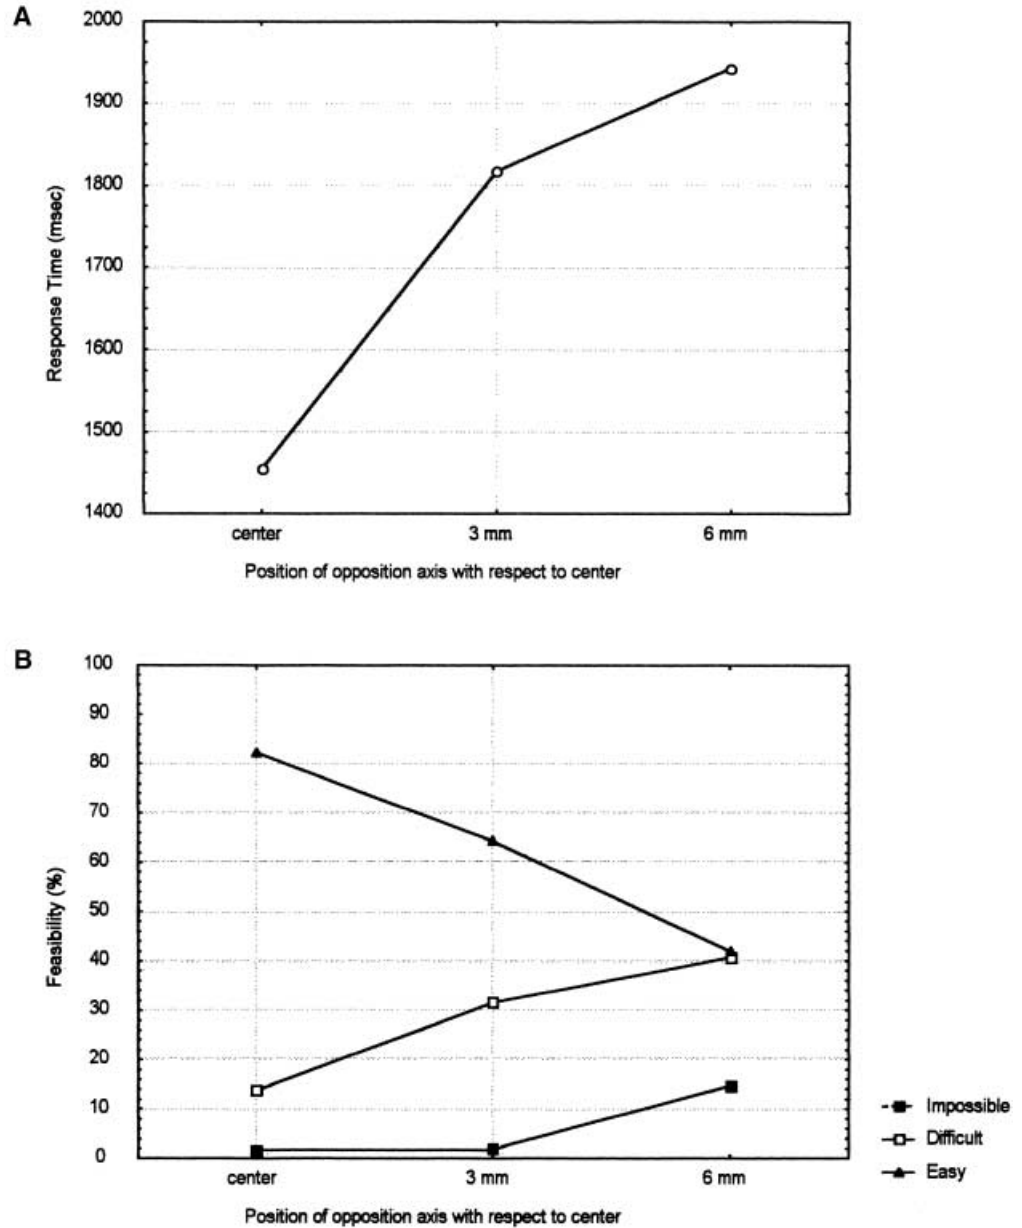 A
2000
1900
1800
1700
1600
1500
1400
Response Time (msec)
center 3 mm 6 mm
Position of opposition axis with respect to center
B
100
90
80
70
60
50
40
30
20
10
0
Feasibility (%)
center 3 mm 6 mm
Position of opposition axis with respect to center
Impossible
Difficult
Easy